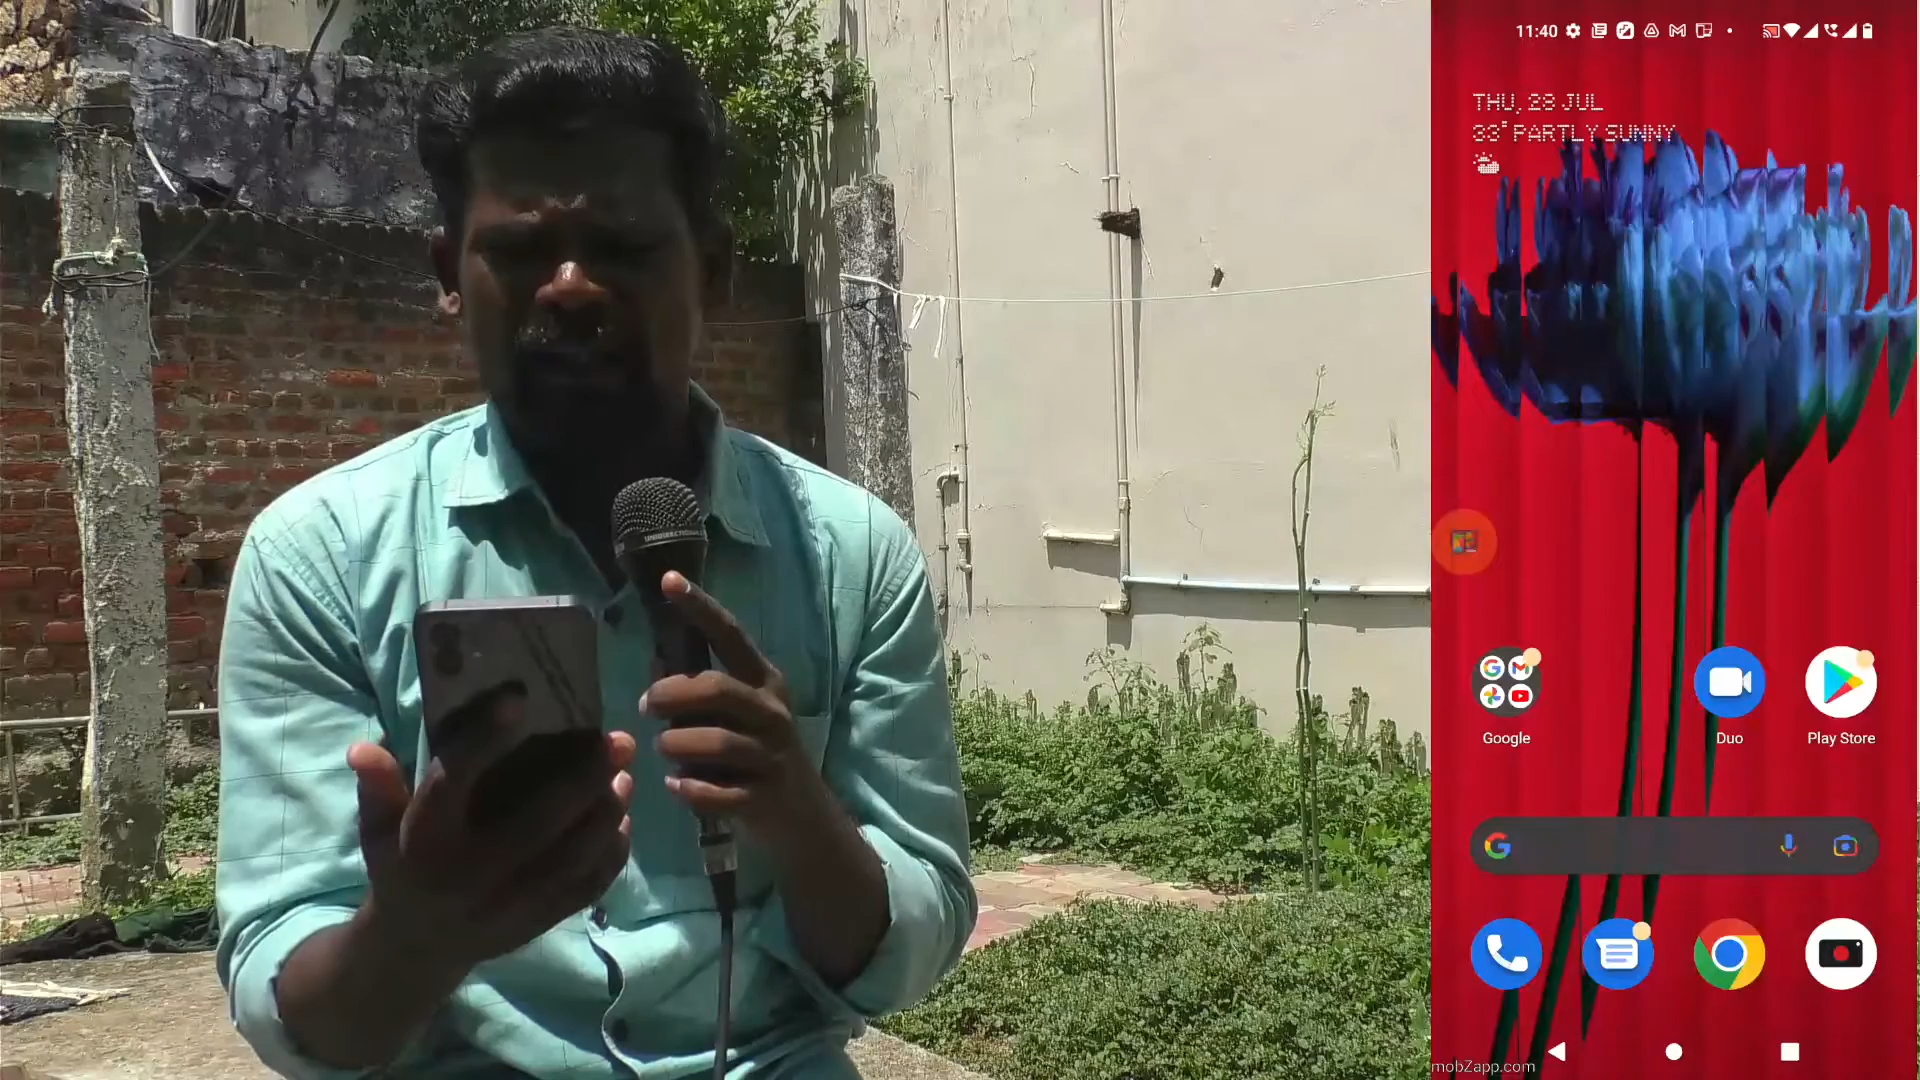 11:40
THU, 28 JUL
33° PARTLY SUNNY
Google
Duo
Play Store
mobZapp.com